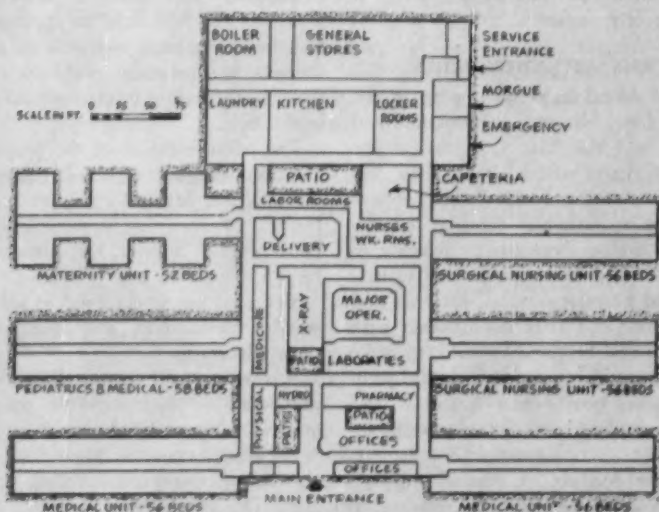 BOILER ROOM
GENERAL STORES
SERVICE ENTRANCE
MORGUE
EMERGENCY
SCALE IN FT. 0 25 50 75
LAUNDRY
KITCHEN
LOCKER ROOMS
PATIO
CAFETERIA
LABOR ROOMS
DELIVERY
NURSES WK. RMS.
MATERNITY UNIT - 52 BEDS
SURGICAL NURSING UNIT - 56 BEDS
MEDICINE
X-RAY
MAJOR OPER.
PATIO
LABORATIES
PEDIATRICS & MEDICAL - 58 BEDS
SURGICAL NURSING UNIT - 56 BEDS
PHYSICAL
HYDRO
PHARMACY
PATIO
PATIO
OFFICES
OFFICES
MEDICAL UNIT - 56 BEDS
MAIN ENTRANCE
MEDICAL UNIT - 56 BEDS